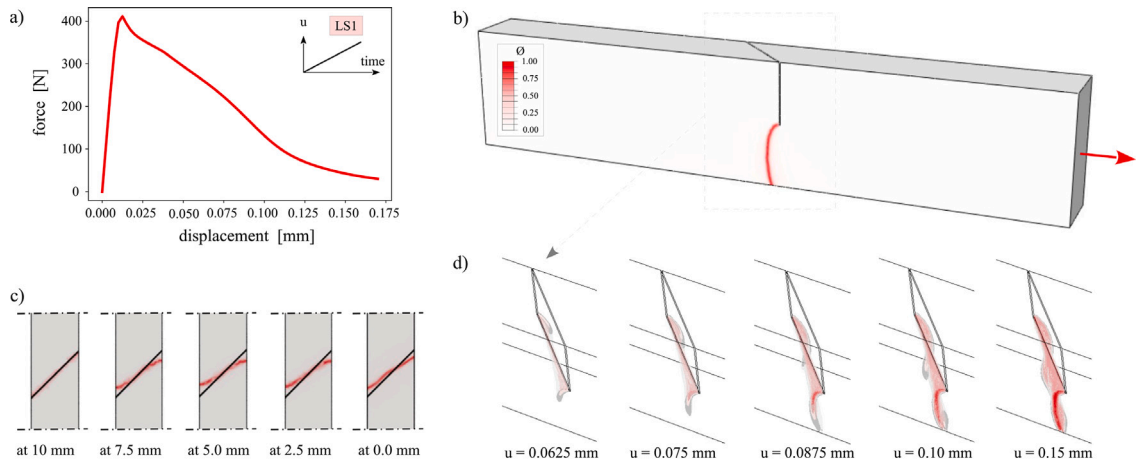 a)
400
300
200
100
0
force [N]
0.000 0.025 0.050 0.075 0.100 0.125 0.150 0.175
displacement [mm]
u
LS1
time
b)
Ø
1.00
0.75
0.50
0.25
0.00
c)
at 10 mm
at 7.5 mm
at 5.0 mm
at 2.5 mm
at 0.0 mm
d)
u = 0.0625 mm
u = 0.075 mm
u = 0.0875 mm
u = 0.10 mm
u = 0.15 mm